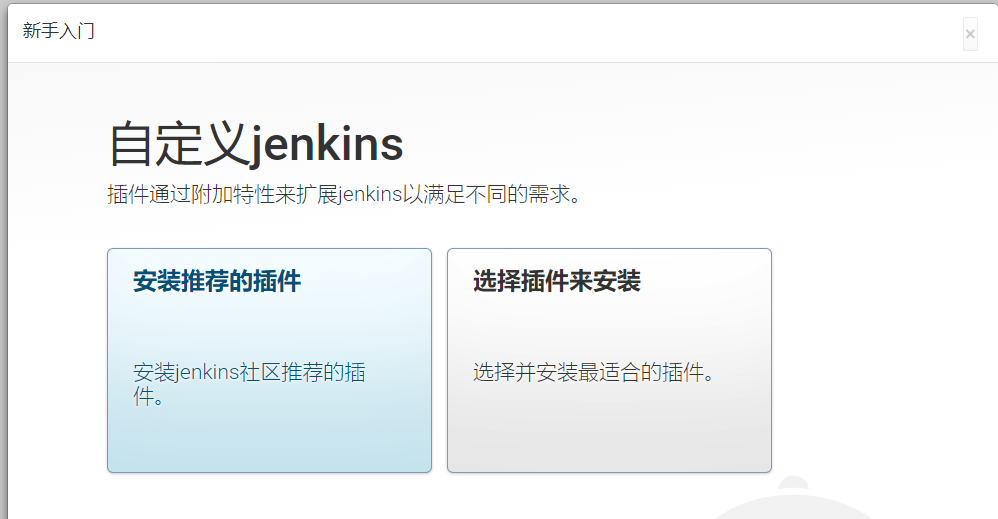 新手入门
×
自定义jenkins
插件通过附加特性来扩展jenkins以满足不同的需求。
安装推荐的插件
安装jenkins社区推荐的插
件。
选择插件来安装
选择并安装最适合的插件。